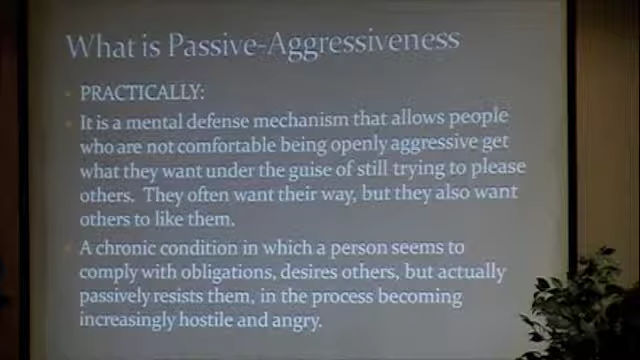 What is Passive-Aggressiveness
PRACTICALLY:
It is a mental defense mechanism that allows people
who are not comfortable being openly aggressive get
what they want under the guise of still trying to please
others. They often want their way, but they also want
others to like them.
A chronic condition in which a person seems to
comply with obligations, desires others, but actually
passively resists them, in the process becoming
increasingly hostile and angry.